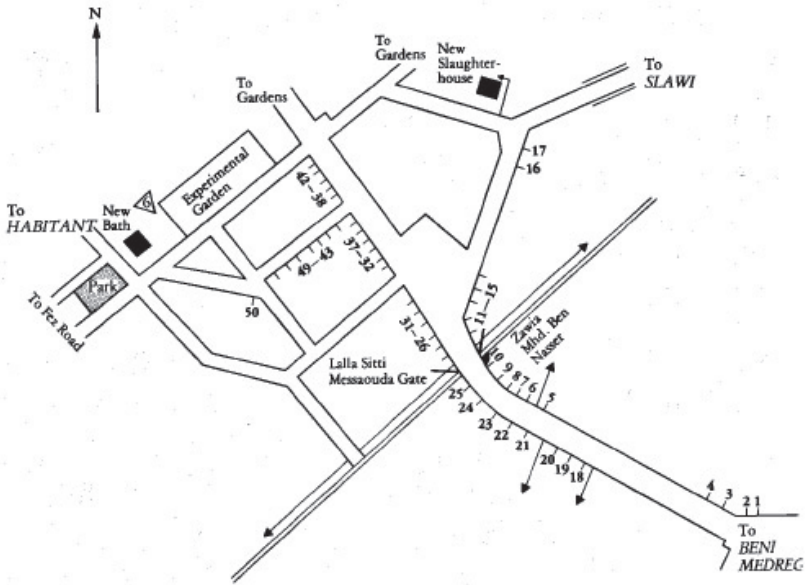 N
To
Gardens
New
Slaughter-
house
To
SLAWI
To
Gardens
17
16
Experimental
Garden
42–38
6
To
HABITANT
New
Bath
Park
To Fez Road
37–32
49–43
50
11–15
31–26
Zawia
Mhd. Ben
Nasser
Lalla Sitti
Messaouda Gate
10
9
8
7
6
5
25
24
23
22
21
20
19
18
4
3
2
1
To
BENI
MEDREC